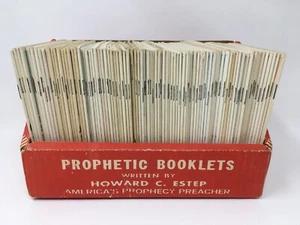 PROPHETIC BOOKLETS
WRITTEN BY
HOWARD C. ESTEP
AMERICA'S PROPHECY PREACHER